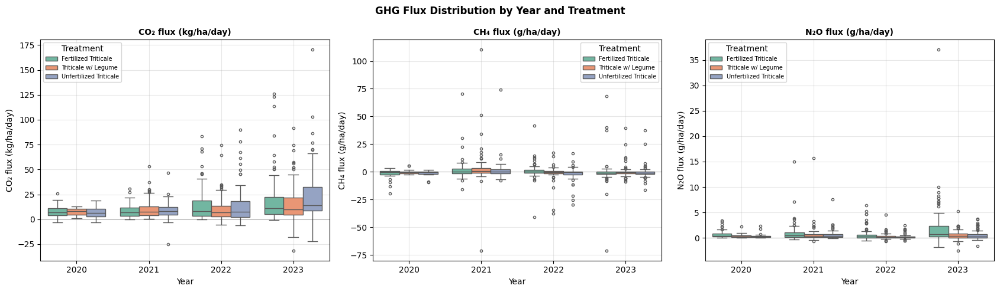 GHG Flux Distribution by Year and Treatment
CO₂ flux (kg/ha/day)
Treatment
Fertilized Triticale
Triticale w/ Legume
Unfertilized Triticale
CO₂ flux (kg/ha/day)
175
150
125
100
75
50
25
0
−25
2020
2021
2022
2023
Year
CH₄ flux (g/ha/day)
Treatment
Fertilized Triticale
Triticale w/ Legume
Unfertilized Triticale
CH₄ flux (g/ha/day)
100
75
50
25
0
−25
−50
−75
2020
2021
2022
2023
Year
N₂O flux (g/ha/day)
Treatment
Fertilized Triticale
Triticale w/ Legume
Unfertilized Triticale
N₂O flux (g/ha/day)
35
30
25
20
15
10
5
0
2020
2021
2022
2023
Year